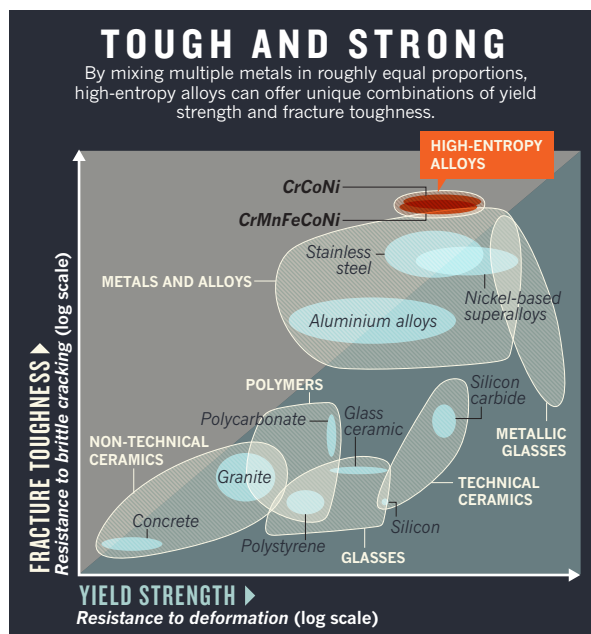 TOUGH AND STRONG
By mixing multiple metals in roughly equal proportions,
high-entropy alloys can offer unique combinations of yield
strength and fracture toughness.
HIGH-ENTROPY
ALLOYS
CrCoNi
CrMnFeCoNi
Stainless
steel
METALS AND ALLOYS
Nickel-based
superalloys
Aluminium alloys
POLYMERS
Silicon
carbide
Polycarbonate
Glass
ceramic
METALLIC
GLASSES
NON-TECHNICAL
CERAMICS
Granite
TECHNICAL
CERAMICS
Concrete
Silicon
Polystyrene
GLASSES
FRACTURE TOUGHNESS
Resistance to brittle cracking (log scale)
YIELD STRENGTH
Resistance to deformation (log scale)